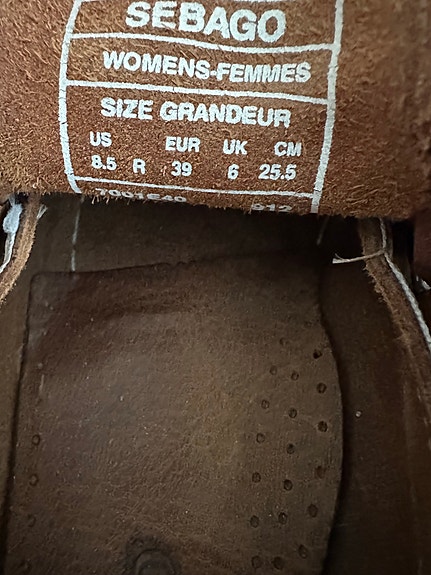 SEBAGO
WOMENS-FEMMES
SIZE GRANDEUR
US EUR UK CM
8.5 R 39 6 25.5